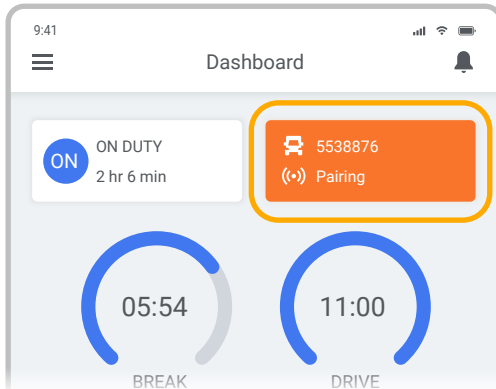 9:41
Dashboard
ON
ON DUTY
2 hr 6 min
5538876
Pairing
05:54
BREAK
11:00
DRIVE